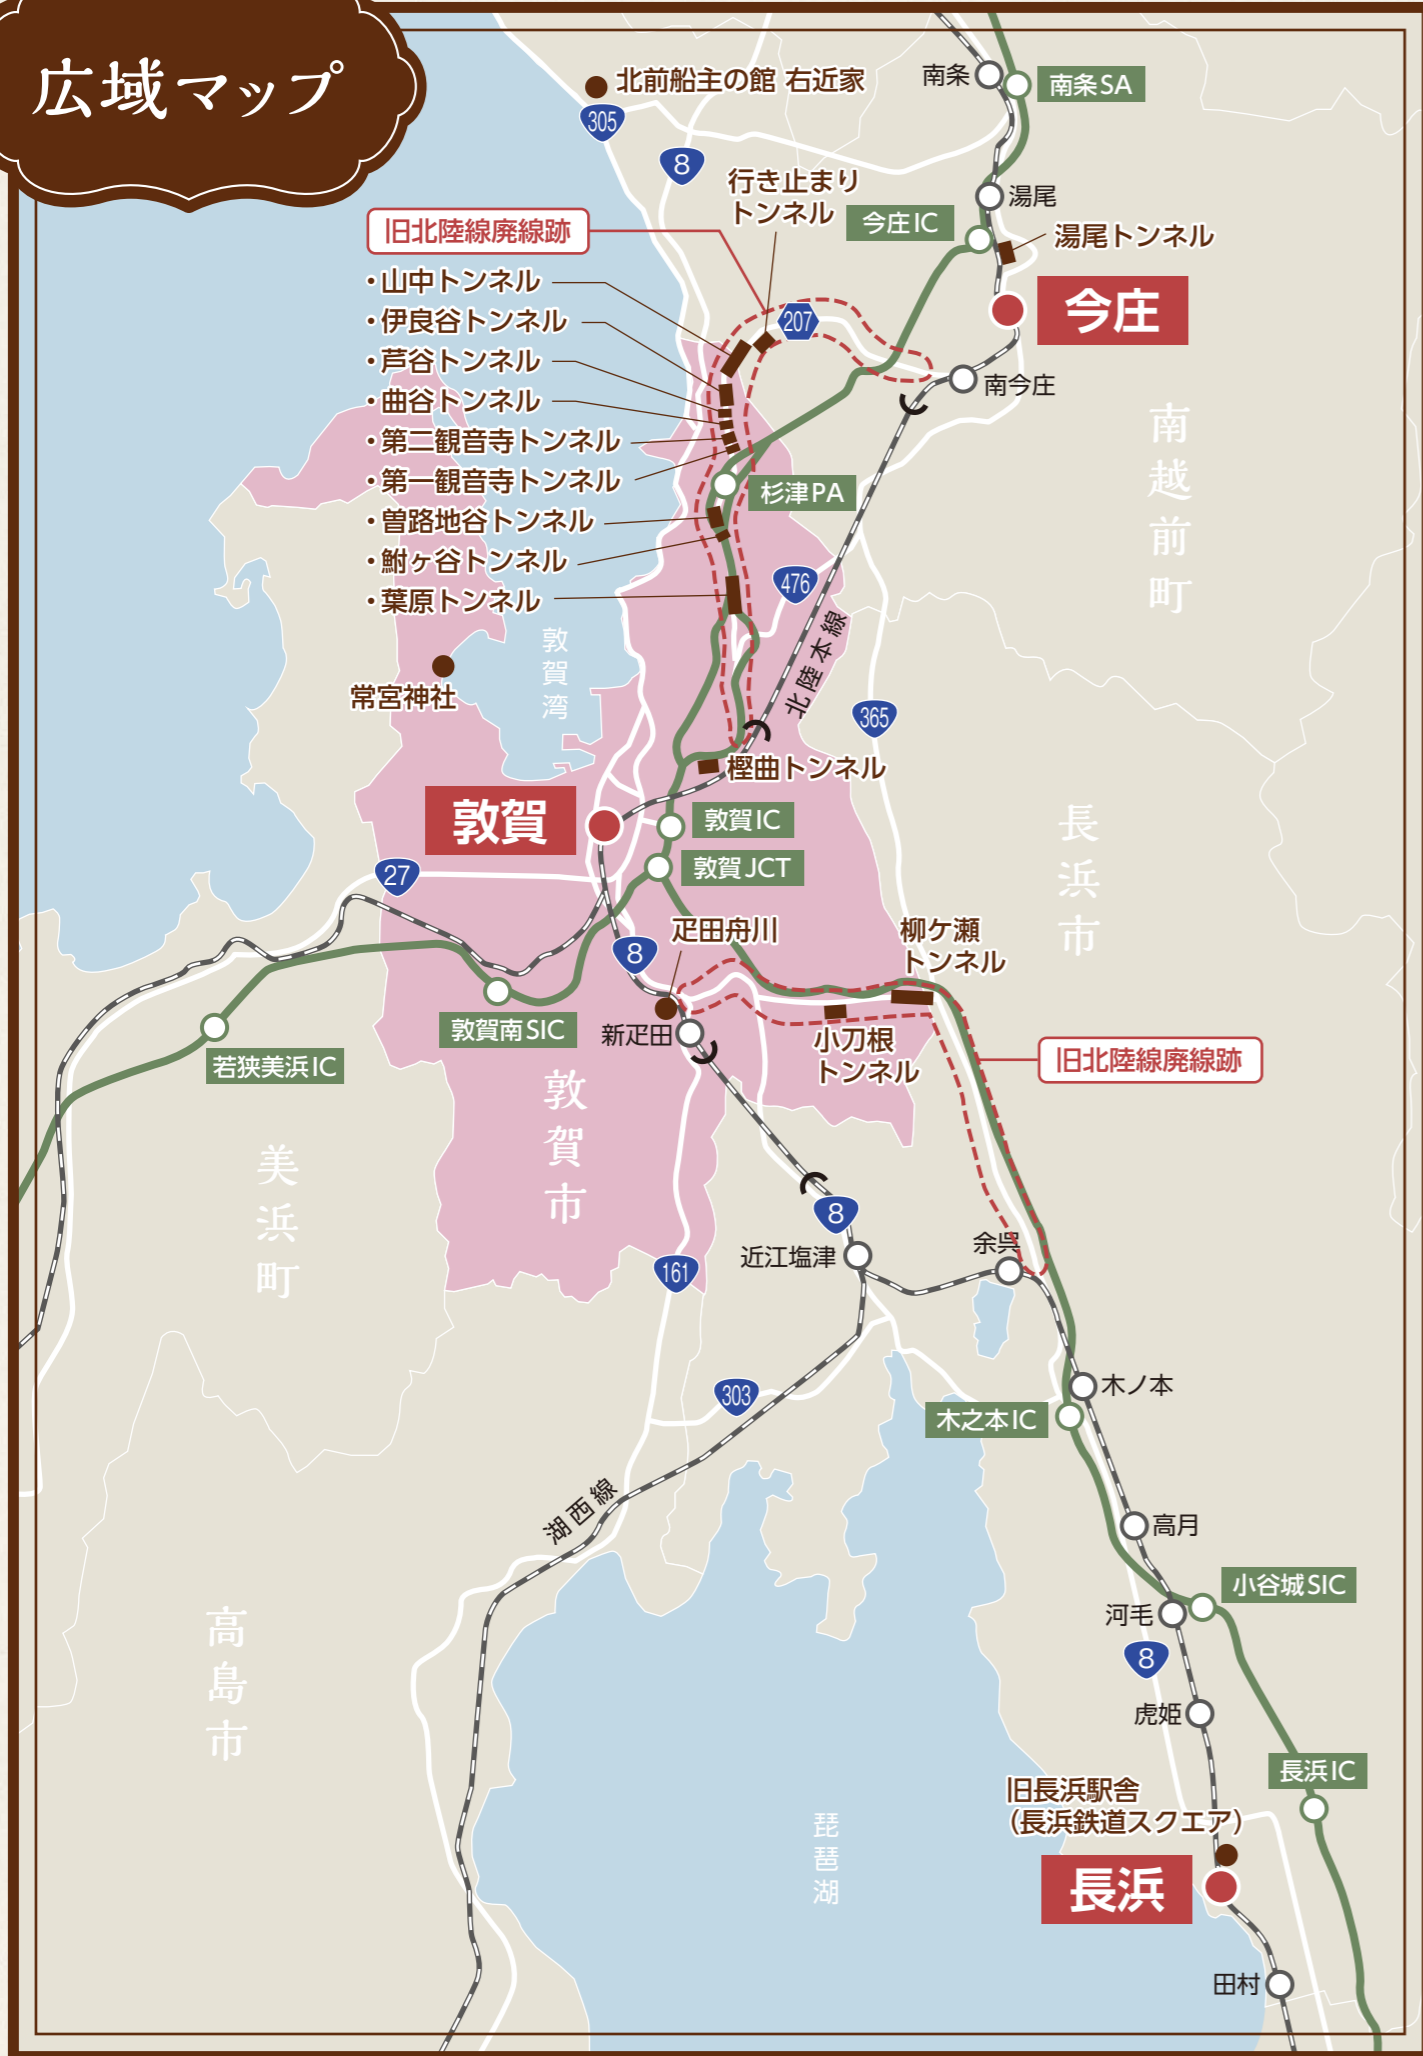 広域マップ
北前船主の館 右近家
305
8
南条
南条SA
行き止まり
トンネル
湯尾
今庄IC
湯尾トンネル
旧北陸線廃線跡
今庄
207
南今庄
・山中トンネル
・伊良谷トンネル
・芦谷トンネル
・曲谷トンネル
・第二観音寺トンネル
・第一観音寺トンネル
・曽路地谷トンネル
・鮒ヶ谷トンネル
・葉原トンネル
杉津PA
南越前町
476
北陸本線
敦賀湾
常宮神社
365
樫曲トンネル
敦賀
敦賀IC
敦賀JCT
長浜市
27
8
疋田舟川
柳ケ瀬
トンネル
敦賀南SIC
新疋田
小刀根
トンネル
旧北陸線廃線跡
若狭美浜IC
敦賀市
美浜町
8
近江塩津
余呉
161
303
木ノ本
木之本IC
湖西線
高月
小谷城SIC
河毛
8
高島市
虎姫
長浜IC
旧長浜駅舎
(長浜鉄道スクエア)
琵琶湖
長浜
田村